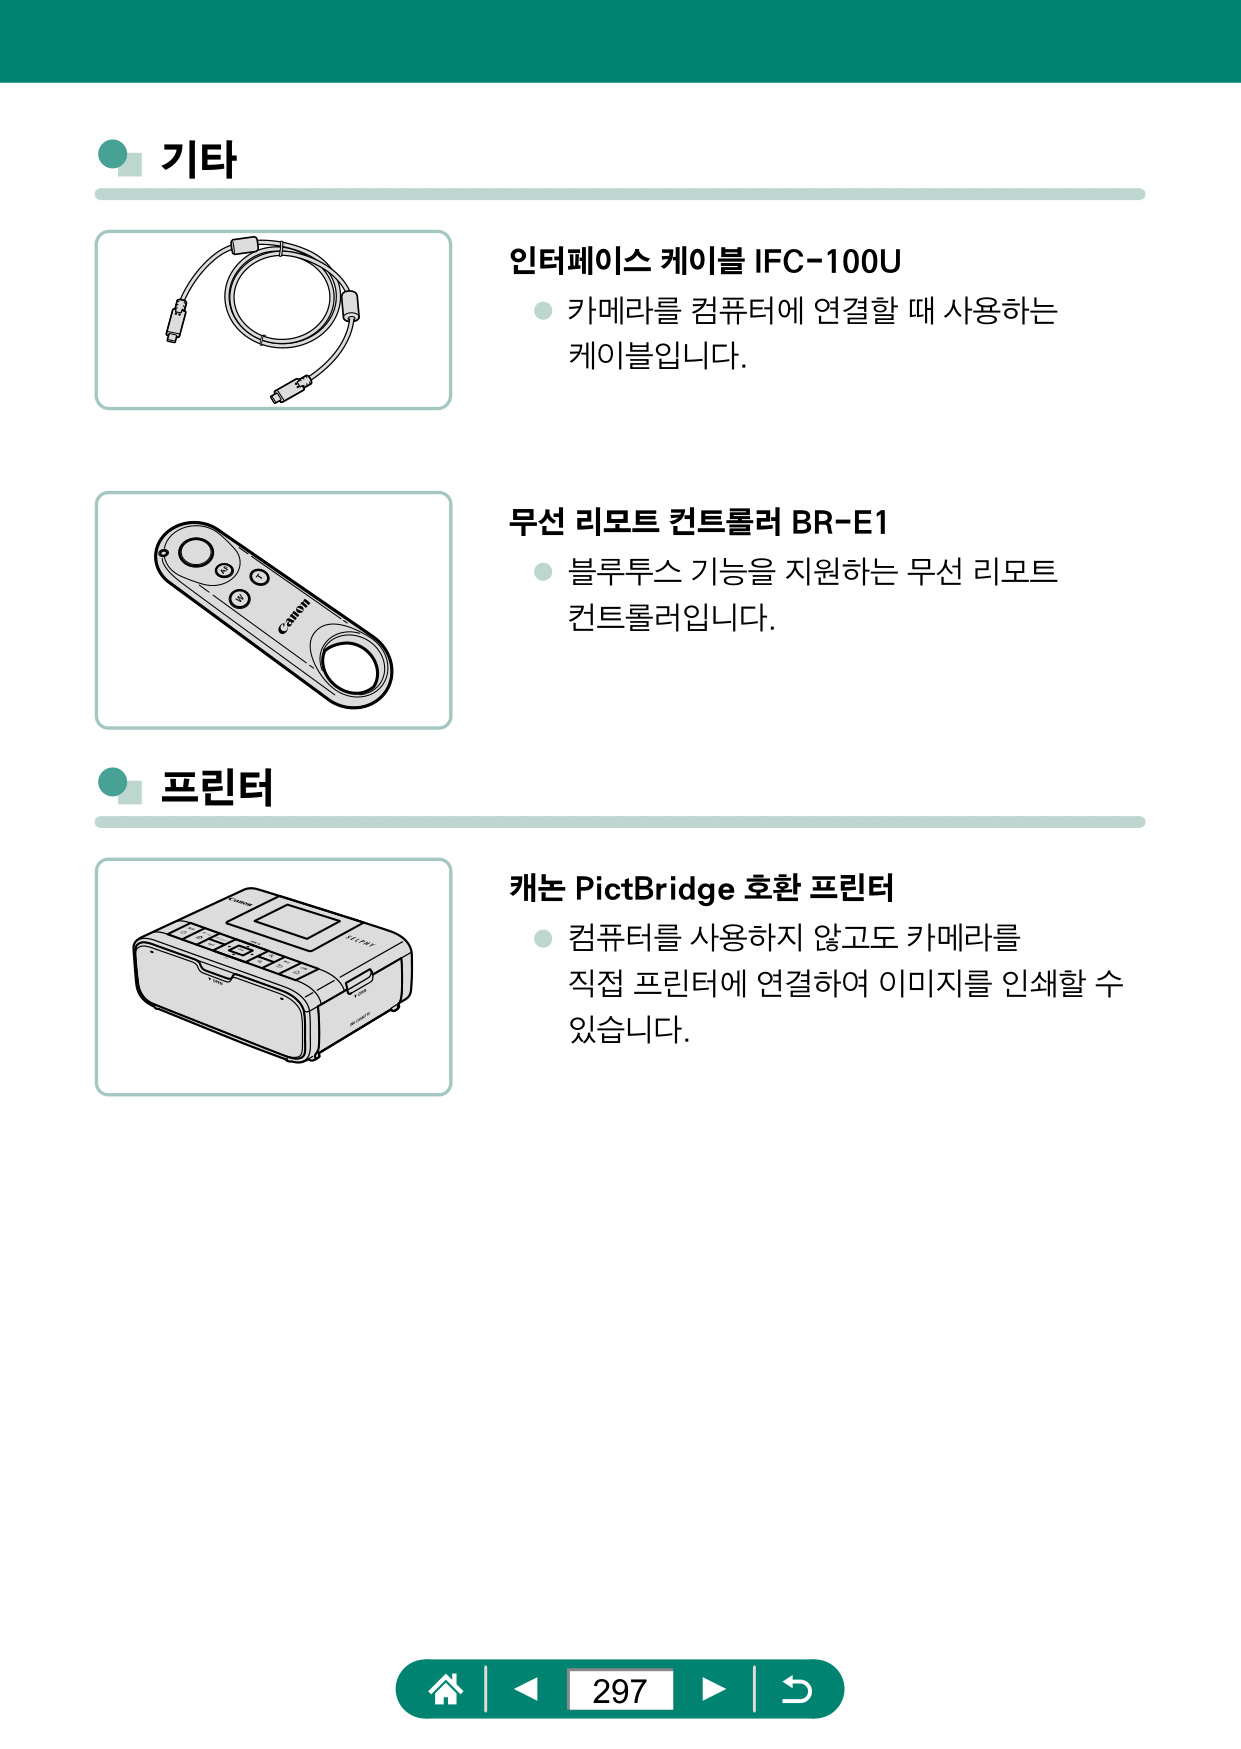 기타
인터페이스 케이블 IFC-100U
카메라를 컴퓨터에 연결할 때 사용하는
케이블입니다.
무선 리모트 컨트롤러 BR-E1
블루투스 기능을 지원하는 무선 리모트
컨트롤러입니다.
AF
T
W
Canon
프린터
캐논 PictBridge 호환 프린터
컴퓨터를 사용하지 않고도 카메라를
직접 프린터에 연결하여 이미지를 인쇄할 수
있습니다.
Canon
SELPHY
OPEN
297